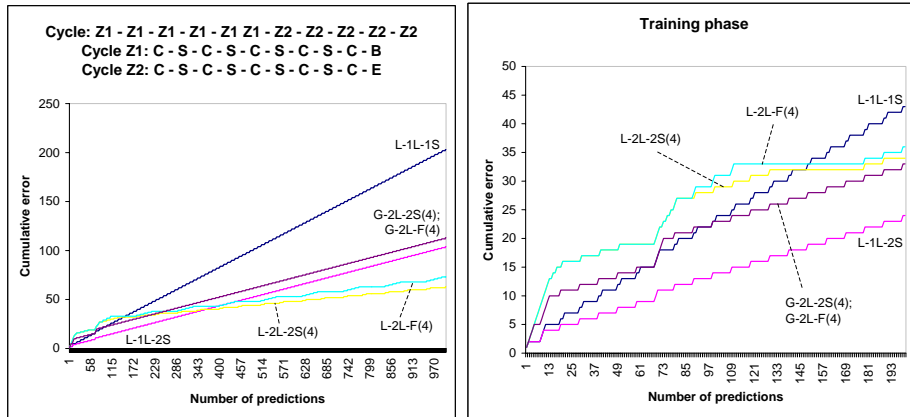 Cycle: Z1 - Z1 - Z1 - Z1 - Z1 Z1 - Z2 - Z2 - Z2 - Z2 - Z2
Cycle Z1: C - S - C - S - C - S - C - S - C - B
Cycle Z2: C - S - C - S - C - S - C - S - C - E
250
200
150
100
50
0
Cumulative error
L-1L-1S
G-2L-2S(4);
G-2L-F(4)
L-2L-F(4)
L-2L-2S(4)
L-1L-2S
1 58 115 172 229 286 343 400 457 514 571 628 685 742 799 856 913 970
Number of predictions
Training phase
50
45
40
35
30
25
20
15
10
5
0
Cumulative error
L-1L-1S
L-2L-F(4)
L-2L-2S(4)
L-1L-2S
G-2L-2S(4);
G-2L-F(4)
1 13 25 37 49 61 73 85 97 109 121 133 145 157 169 181 193
Number of predictions